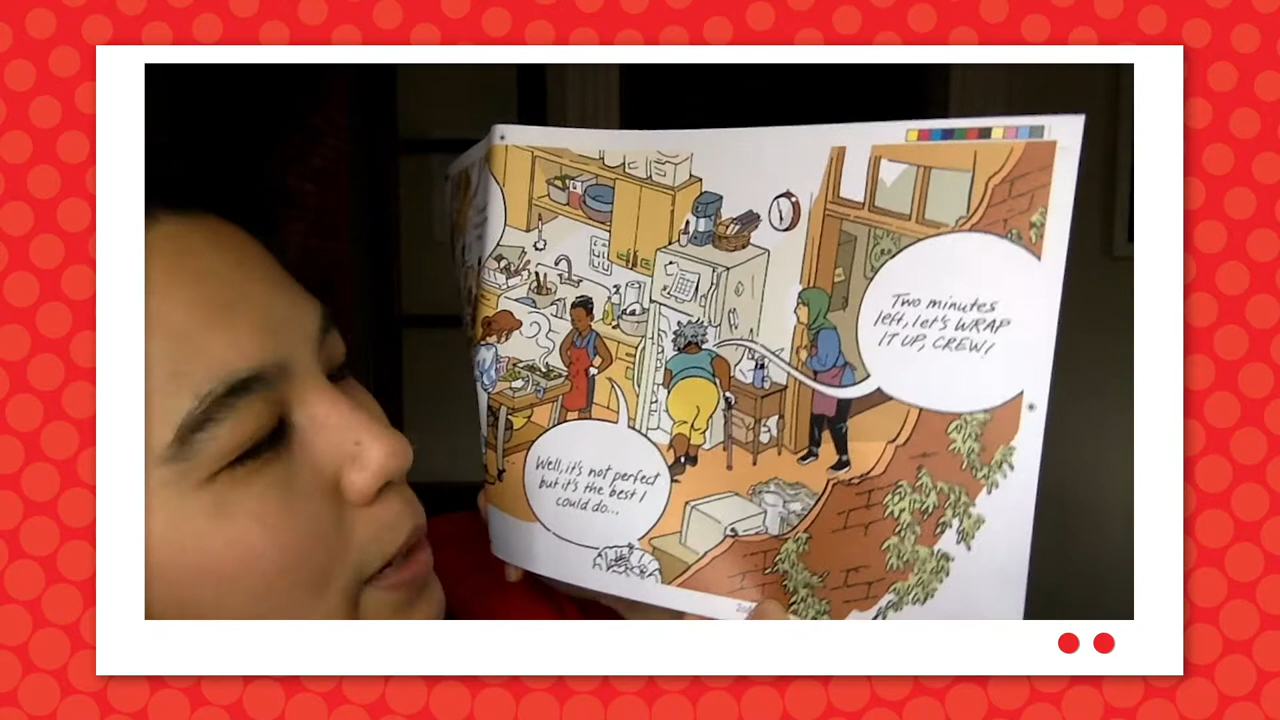 Two minutes
left, let's WRAP
IT UP, CREW!
Well, it's not perfect
but it's the best I
could do...